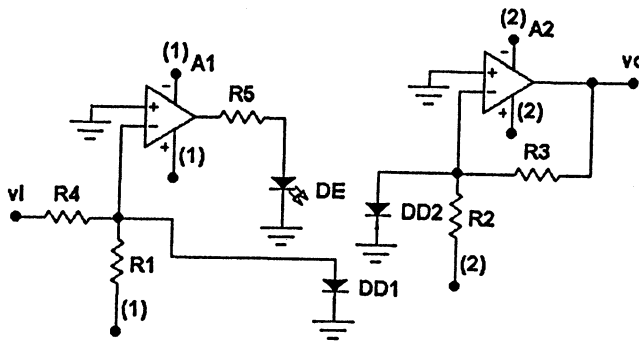 (1) A1
+
−
−
+
(1)
R5
DE
vI
R4
R1
(1)
DD1
(2) A2
+
−
−
+
(2)
vo
R3
DD2
R2
(2)